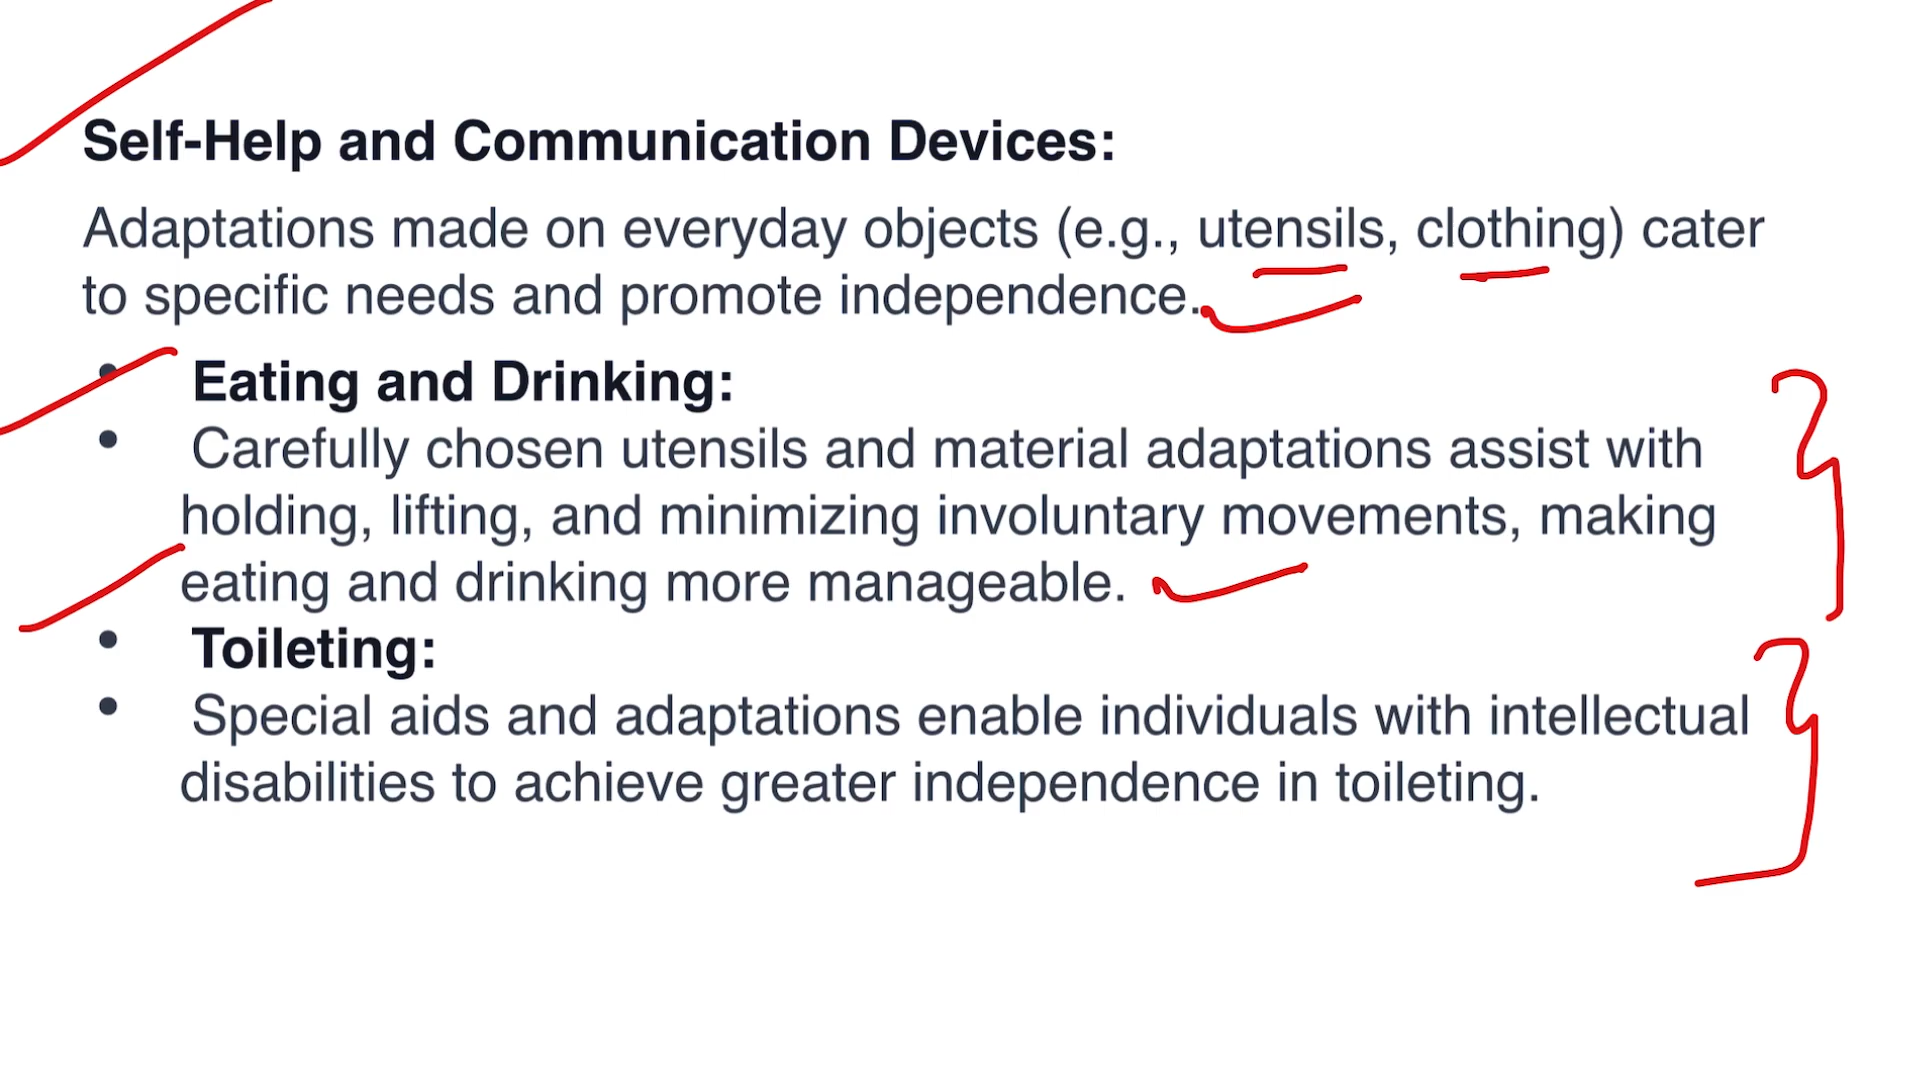 Self-Help and Communication Devices:
Adaptations made on everyday objects (e.g., utensils, clothing) cater
to specific needs and promote independence.
• Eating and Drinking:
• Carefully chosen utensils and material adaptations assist with
holding, lifting, and minimizing involuntary movements, making
eating and drinking more manageable.
• Toileting:
• Special aids and adaptations enable individuals with intellectual
disabilities to achieve greater independence in toileting.